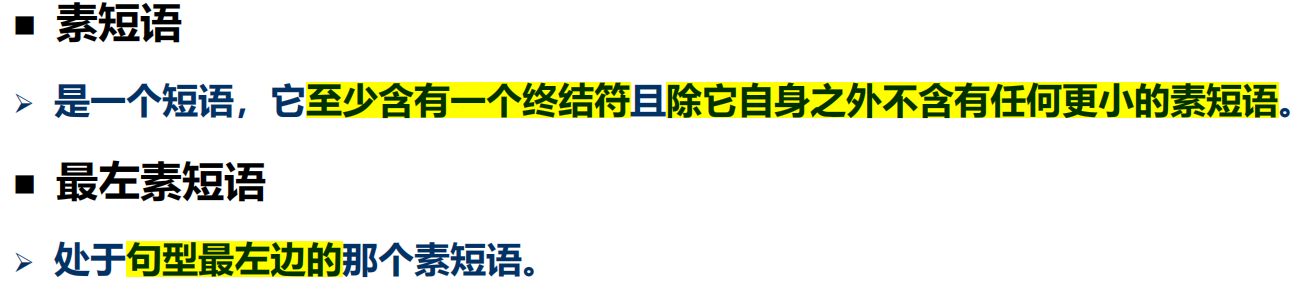 ■ 素短语
➢ 是一个短语，它至少含有一个终结符且除它自身之外不含有任何更小的素短语。
■ 最左素短语
➢ 处于句型最左边的那个素短语。